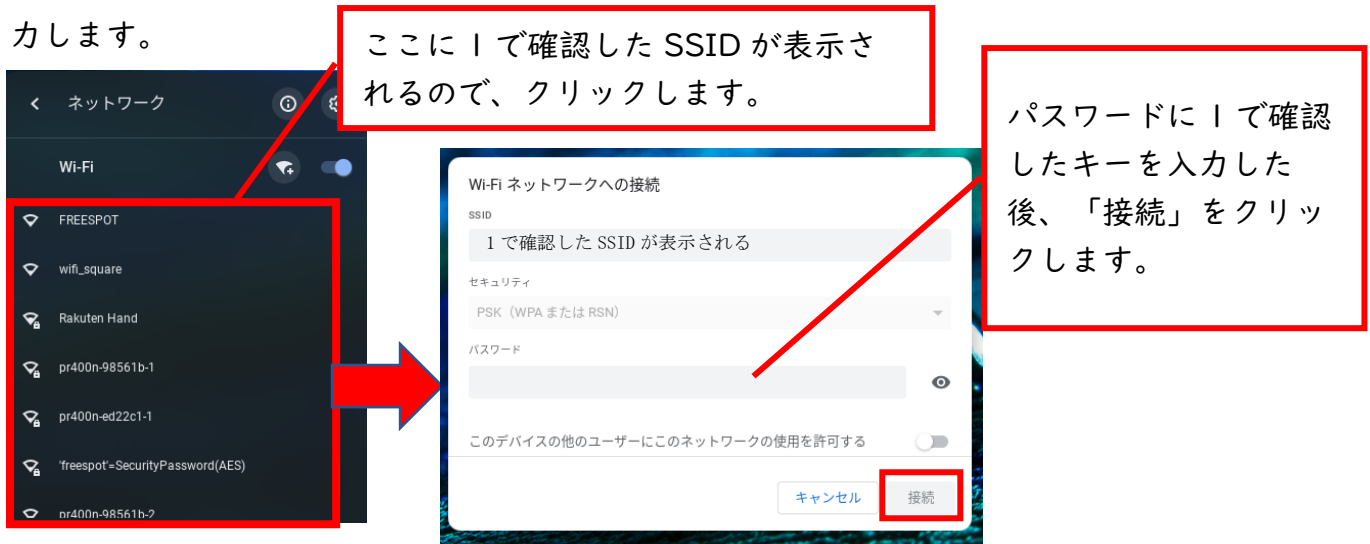 力します。
ここに１で確認した SSID が表示さ
れるので、クリックします。
ネットワーク
Wi-Fi
FREESPOT
wifi_square
Rakuten Hand
pr400n-98561b-1
pr400n-ed22c1-1
'freespot'=SecurityPassword(AES)
pr400n-98561b-2
Wi-Fi ネットワークへの接続
SSID
１で確認した SSID が表示される
セキュリティ
PSK（WPA または RSN）
パスワード
このデバイスの他のユーザーにこのネットワークの使用を許可する
キャンセル
接続
パスワードに１で確認
したキーを入力した
後、「接続」をクリッ
クします。